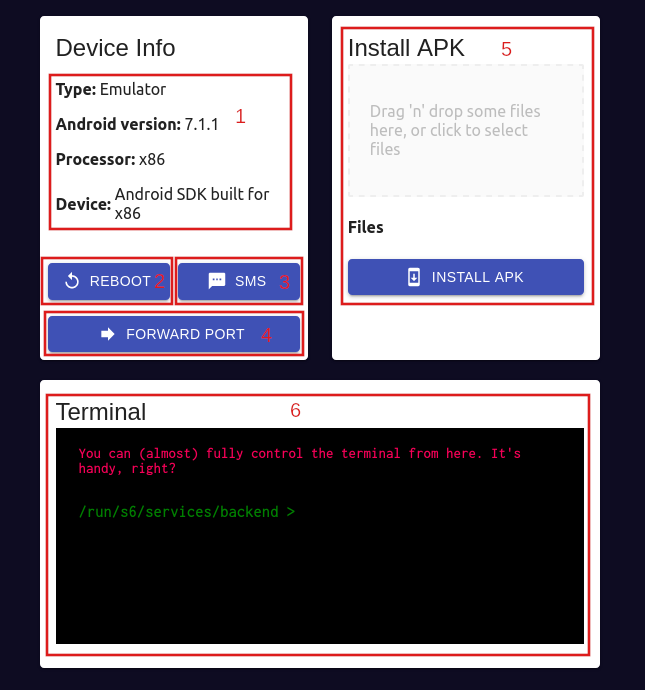 Device Info
Type: Emulator
Android version: 7.1.1
1
Processor: x86
Device: Android SDK built for
x86
REBOOT 2
SMS 3
FORWARD PORT 4
Install APK 5
Drag 'n' drop some files
here, or click to select
files
Files
INSTALL APK
Terminal 6
You can (almost) fully control the terminal from here. It's
handy, right?
/run/s6/services/backend >